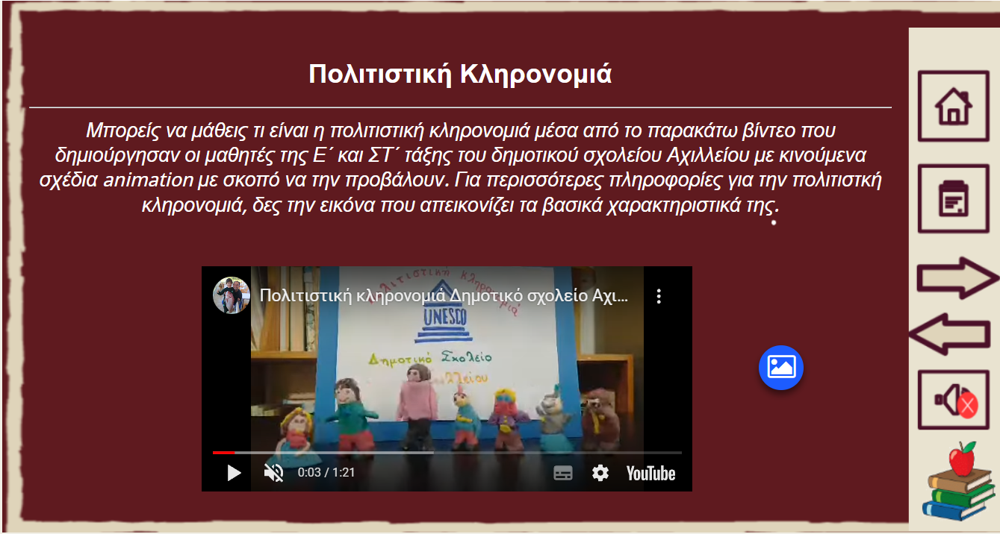 Πολιτιστική Κληρονομιά
Μπορείς να μάθεις τι είναι η πολιτιστική κληρονομιά μέσα από το παρακάτω βίντεο που
δημιούργησαν οι μαθητές της Ε΄ και ΣΤ΄ τάξης του δημοτικού σχολείου Αχιλλείου με κινούμενα
σχέδια animation με σκοπό να την προβάλουν. Για περισσότερες πληροφορίες για την πολιτιστκή
κληρονομιά, δες την εικόνα που απεικονίζει τα βασικά χαρακτηριστικά της.
Πολιτιστική κληρονομιά
Πολιτιστική κληρονομιά Δημοτικό σχολείο Αχι...
UNESCO
Δημοτικό Σχολείο
λλείου
0:03 / 1:21
YouTube